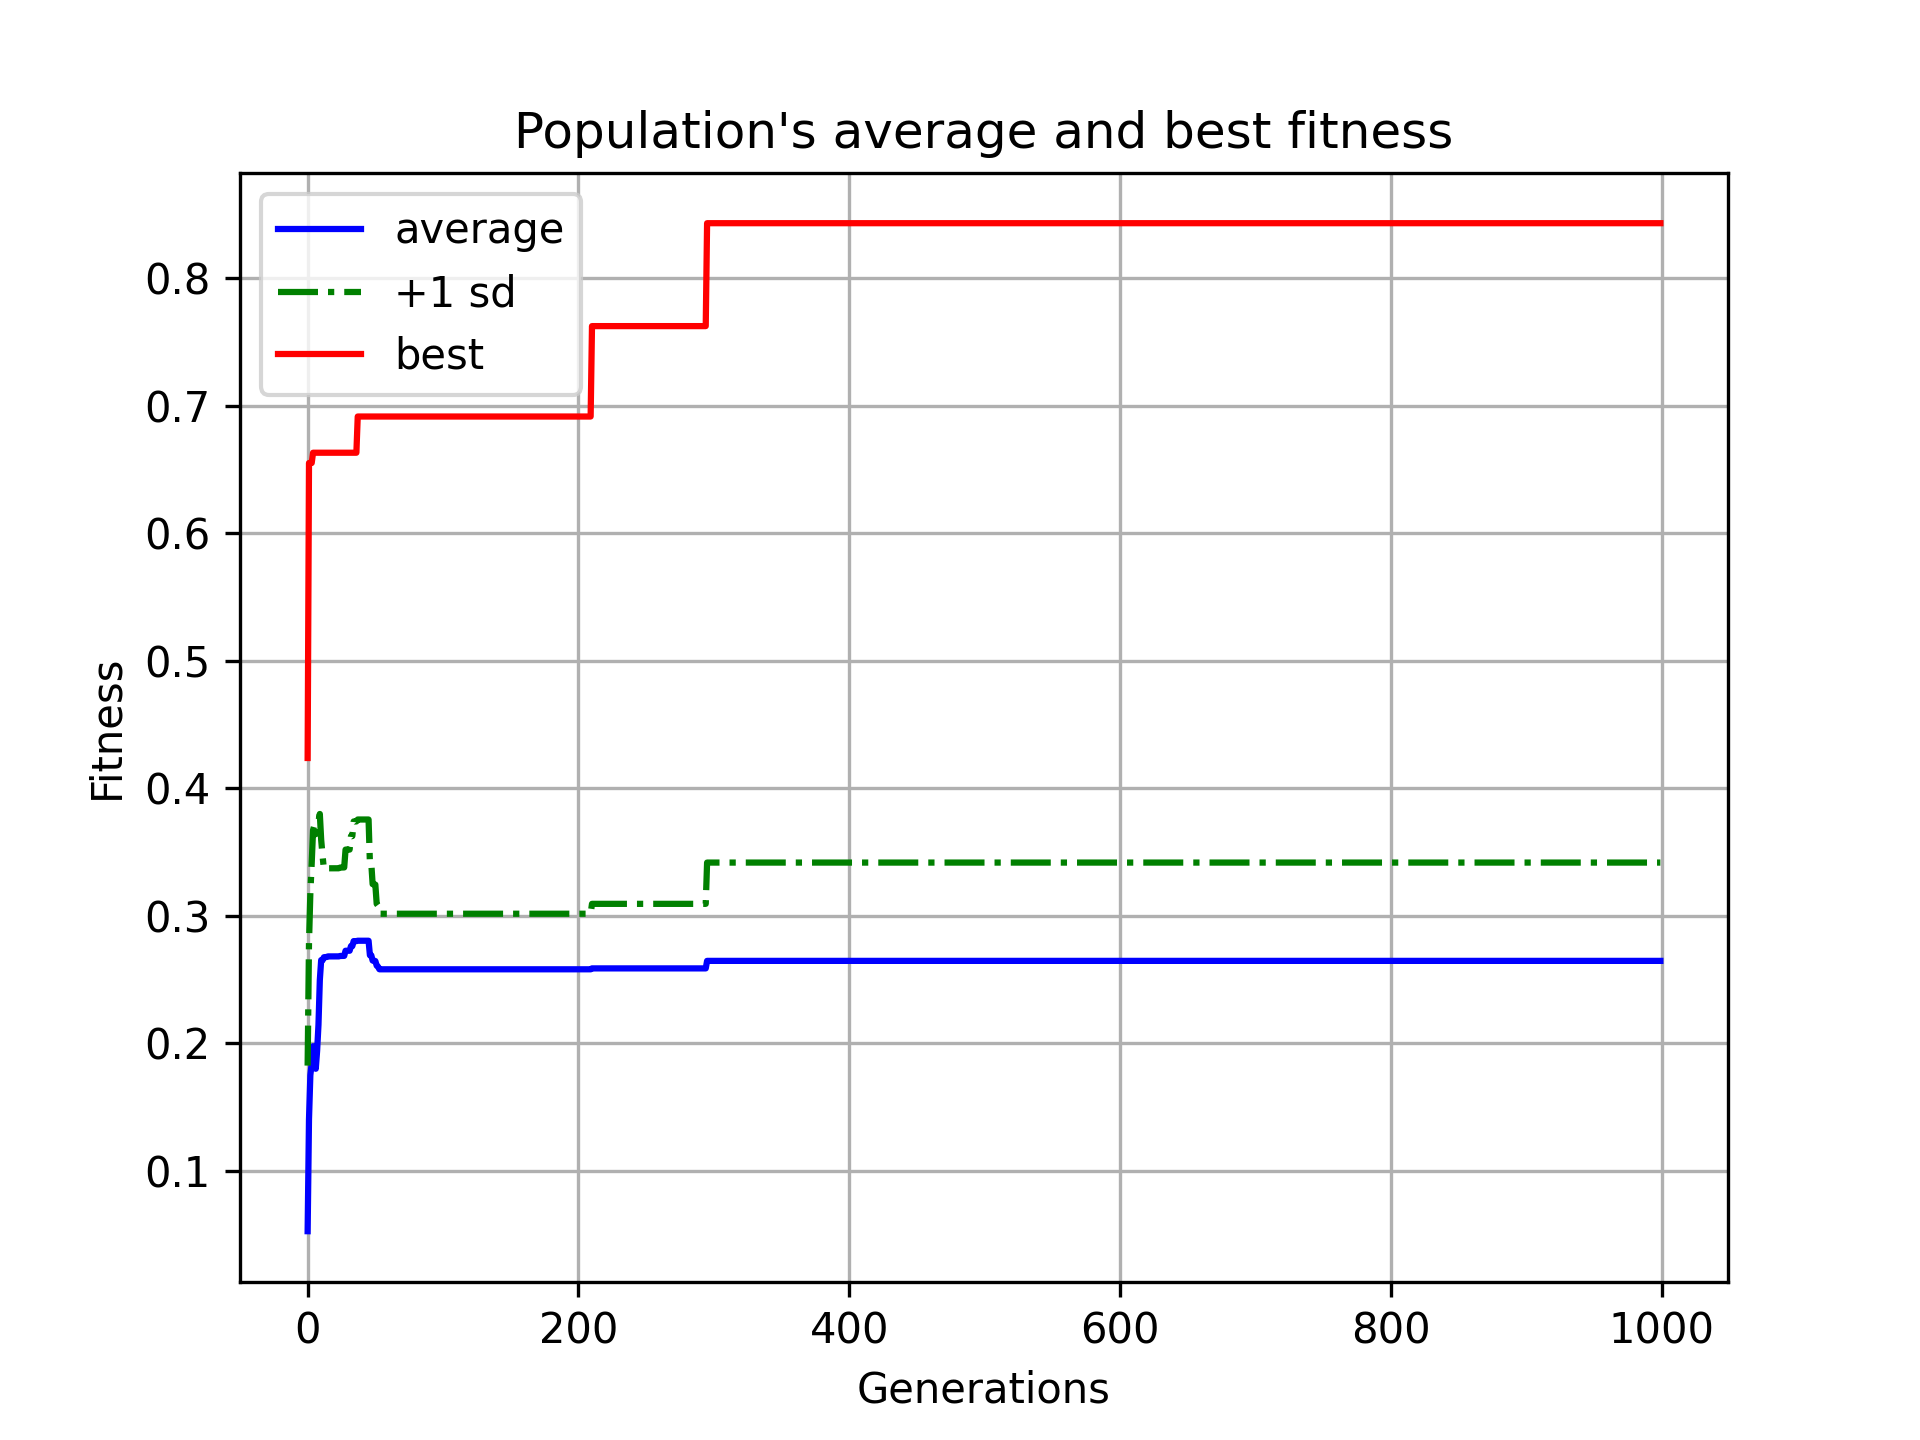 Population's average and best fitness
average
+1 sd
best
Fitness
0.8
0.7
0.6
0.5
0.4
0.3
0.2
0.1
0 200 400 600 800 1000
Generations